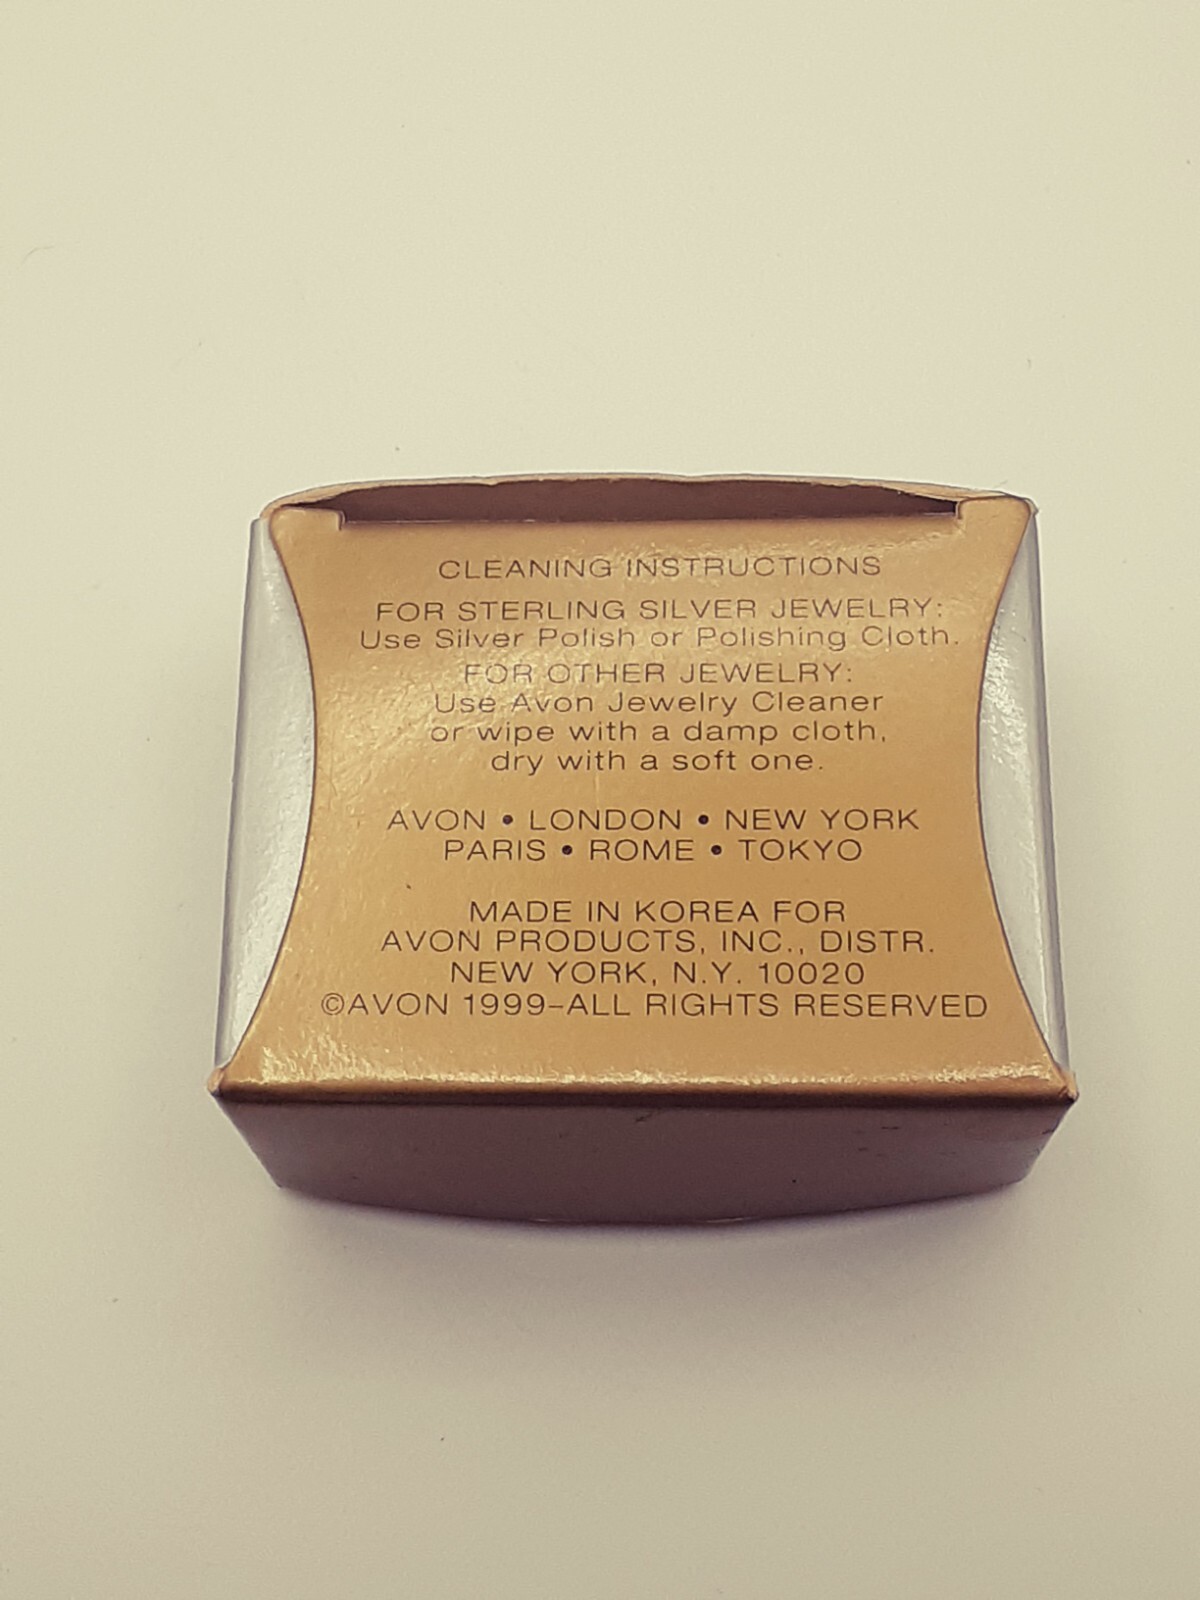 CLEANING INSTRUCTIONS
FOR STERLING SILVER JEWELRY:
Use Silver Polish or Polishing Cloth.
FOR OTHER JEWELRY:
Use Avon Jewelry Cleaner
or wipe with a damp cloth,
dry with a soft one.
AVON • LONDON • NEW YORK
PARIS • ROME • TOKYO
MADE IN KOREA FOR
AVON PRODUCTS, INC., DISTR.
NEW YORK, N.Y. 10020
©AVON 1999–ALL RIGHTS RESERVED